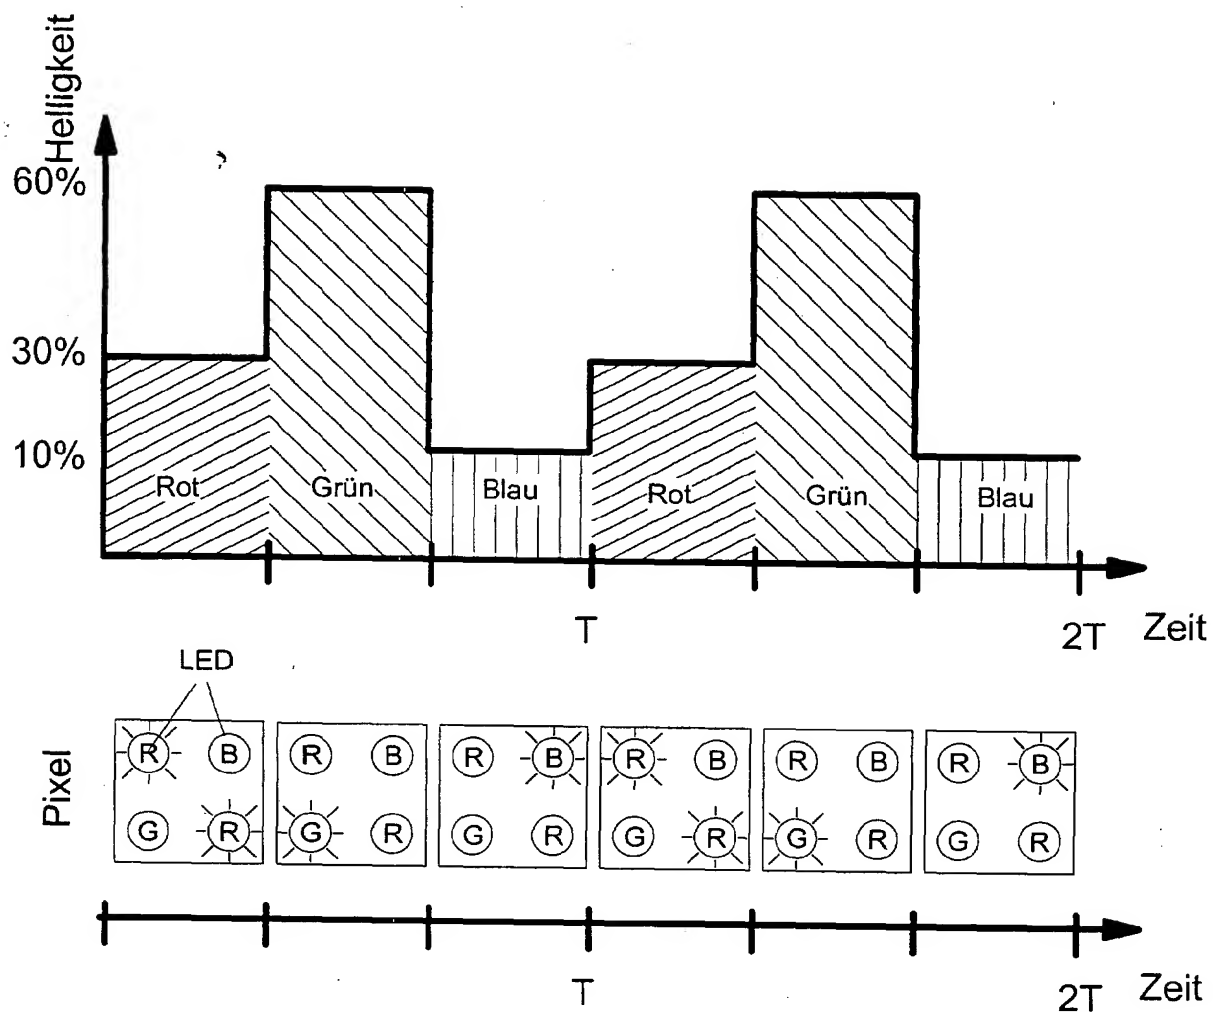 Helligkeit
60%
30%
10%
Rot Grün Blau Rot Grün Blau
T 2T Zeit
LED
Pixel
R B R B R B R B R B R B
G R G R G R G R G R G R
T 2T Zeit